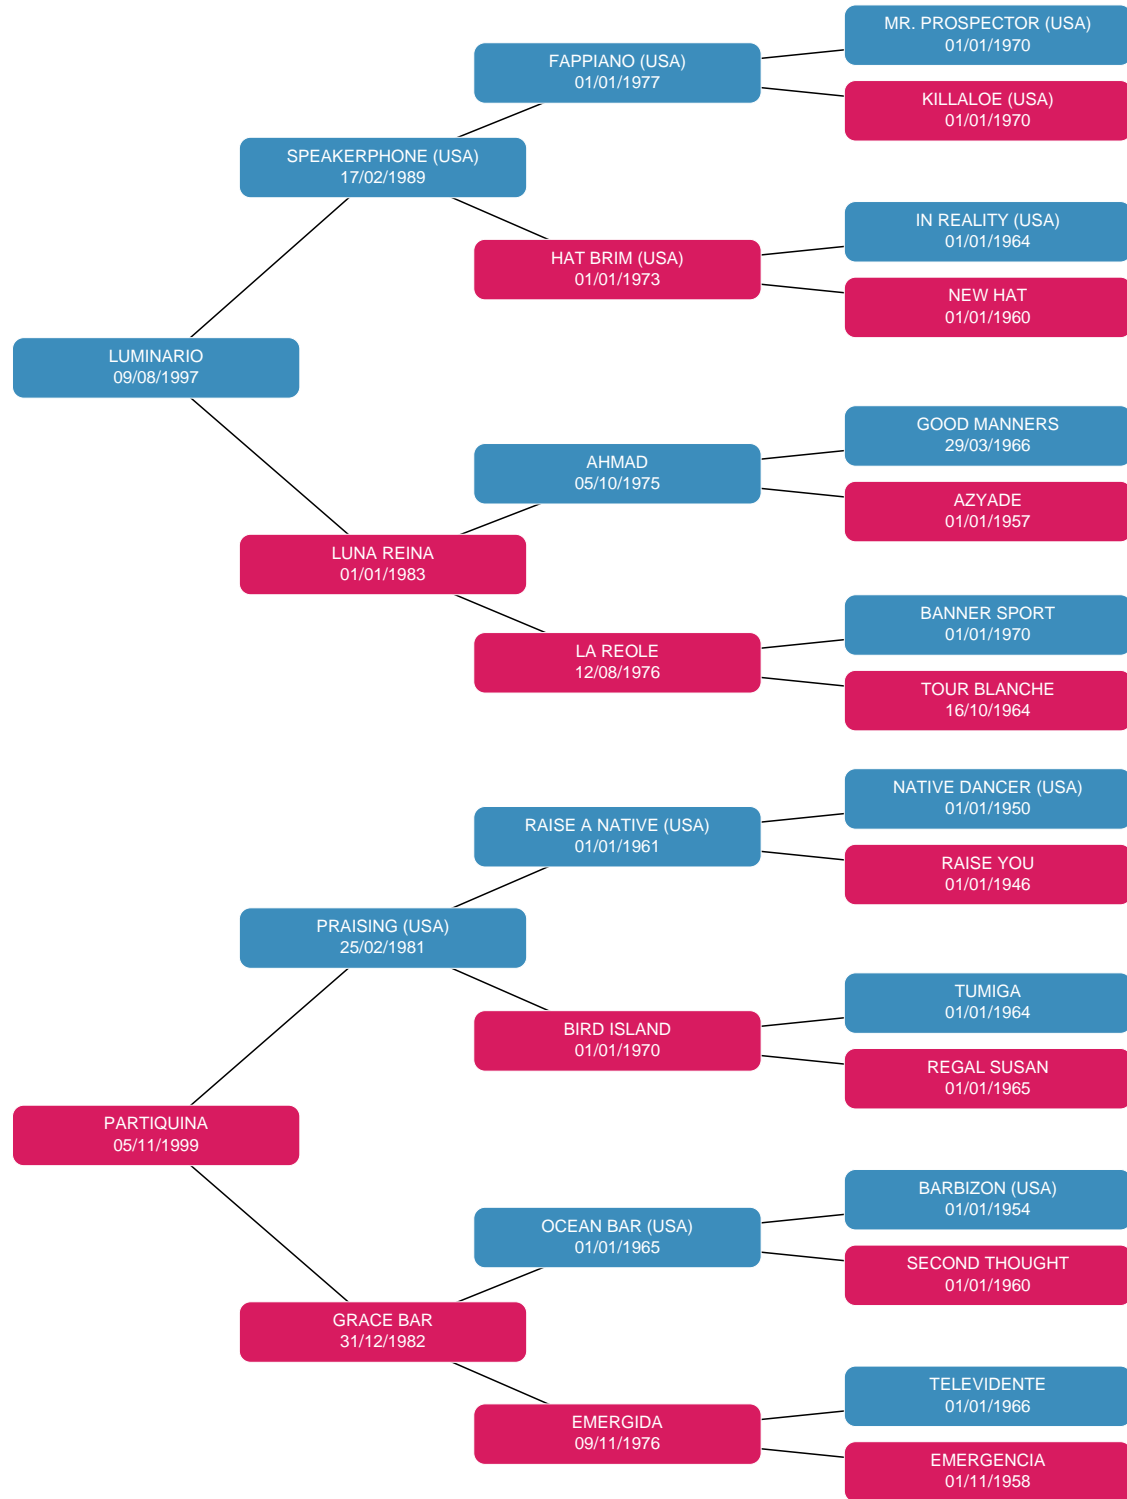 MR. PROSPECTOR (USA)
01/01/1970
FAPPIANO (USA)
01/01/1977
KILLALOE (USA)
01/01/1970
SPEAKERPHONE (USA)
17/02/1989
IN REALITY (USA)
01/01/1964
HAT BRIM (USA)
01/01/1973
NEW HAT
01/01/1960
LUMINARIO
09/08/1997
GOOD MANNERS
29/03/1966
AHMAD
05/10/1975
AZYADE
01/01/1957
LUNA REINA
01/01/1983
BANNER SPORT
01/01/1970
LA REOLE
12/08/1976
TOUR BLANCHE
16/10/1964
NATIVE DANCER (USA)
01/01/1950
RAISE A NATIVE (USA)
01/01/1961
RAISE YOU
01/01/1946
PRAISING (USA)
25/02/1981
TUMIGA
01/01/1964
BIRD ISLAND
01/01/1970
REGAL SUSAN
01/01/1965
PARTIQUINA
05/11/1999
BARBIZON (USA)
01/01/1954
OCEAN BAR (USA)
01/01/1965
SECOND THOUGHT
01/01/1960
GRACE BAR
31/12/1982
TELEVIDENTE
01/01/1966
EMERGIDA
09/11/1976
EMERGENCIA
01/11/1958